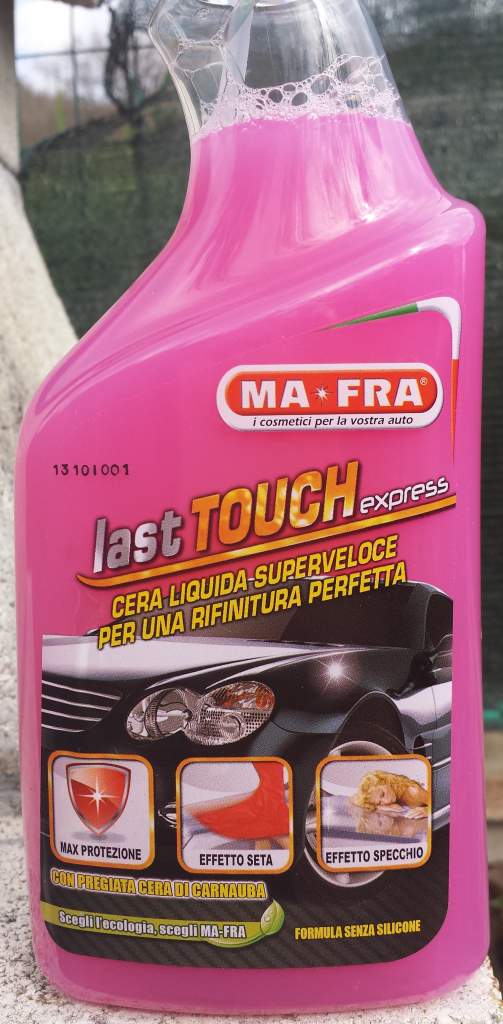 MA★FRA®
i cosmetici per la vostra auto
13101001
last TOUCH express
CERA LIQUIDA SUPERVELOCE
PER UNA RIFINITURA PERFETTA
MAX PROTEZIONE
EFFETTO SETA
EFFETTO SPECCHIO
CON PREGIATA CERA DI CARNAUBA
Scegli l'ecologia, scegli MA-FRA
FORMULA SENZA SILICONE